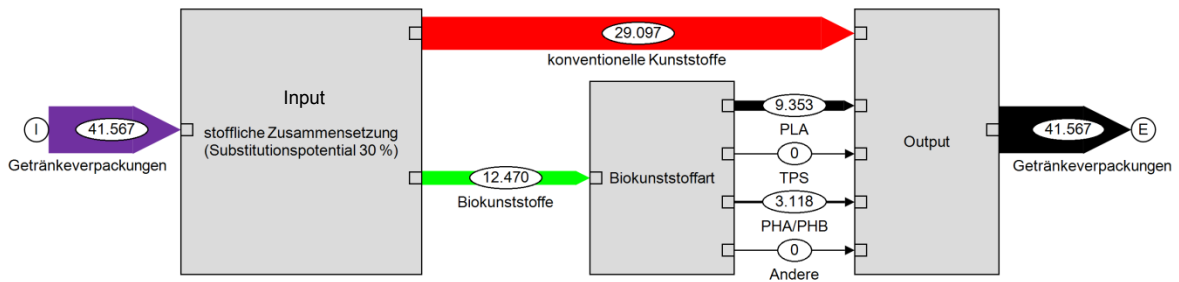 I
41.567
Getränkeverpackungen
Input
stoffliche Zusammensetzung
(Substitutionspotential 30 %)
29.097
konventionelle Kunststoffe
12.470
Biokunststoffe
Biokunststoffart
9.353
PLA
0
TPS
3.118
PHA/PHB
0
Andere
Output
41.567
E
Getränkeverpackungen